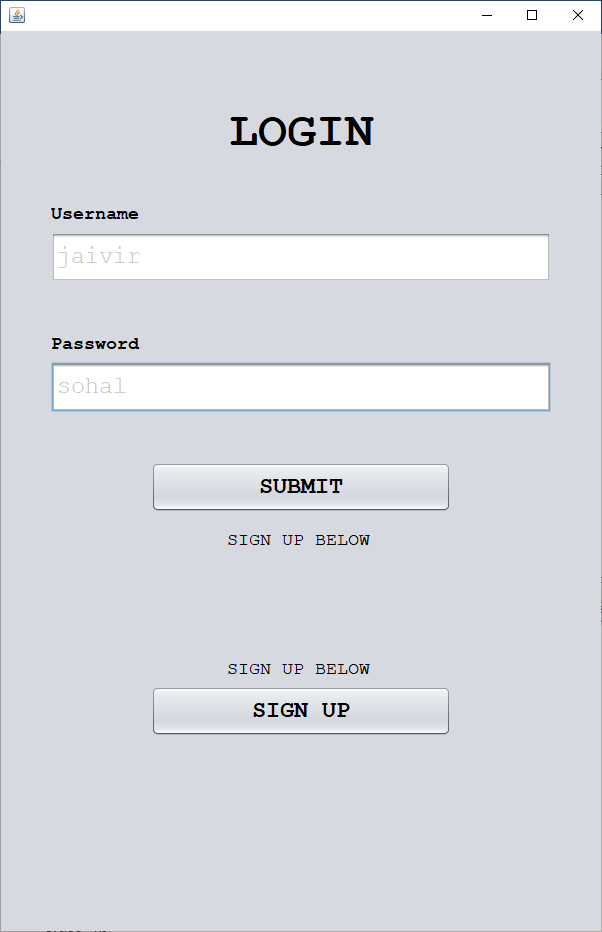 LOGIN
Username
jaivir
Password
sohal
SUBMIT
SIGN UP BELOW
SIGN UP BELOW
SIGN UP